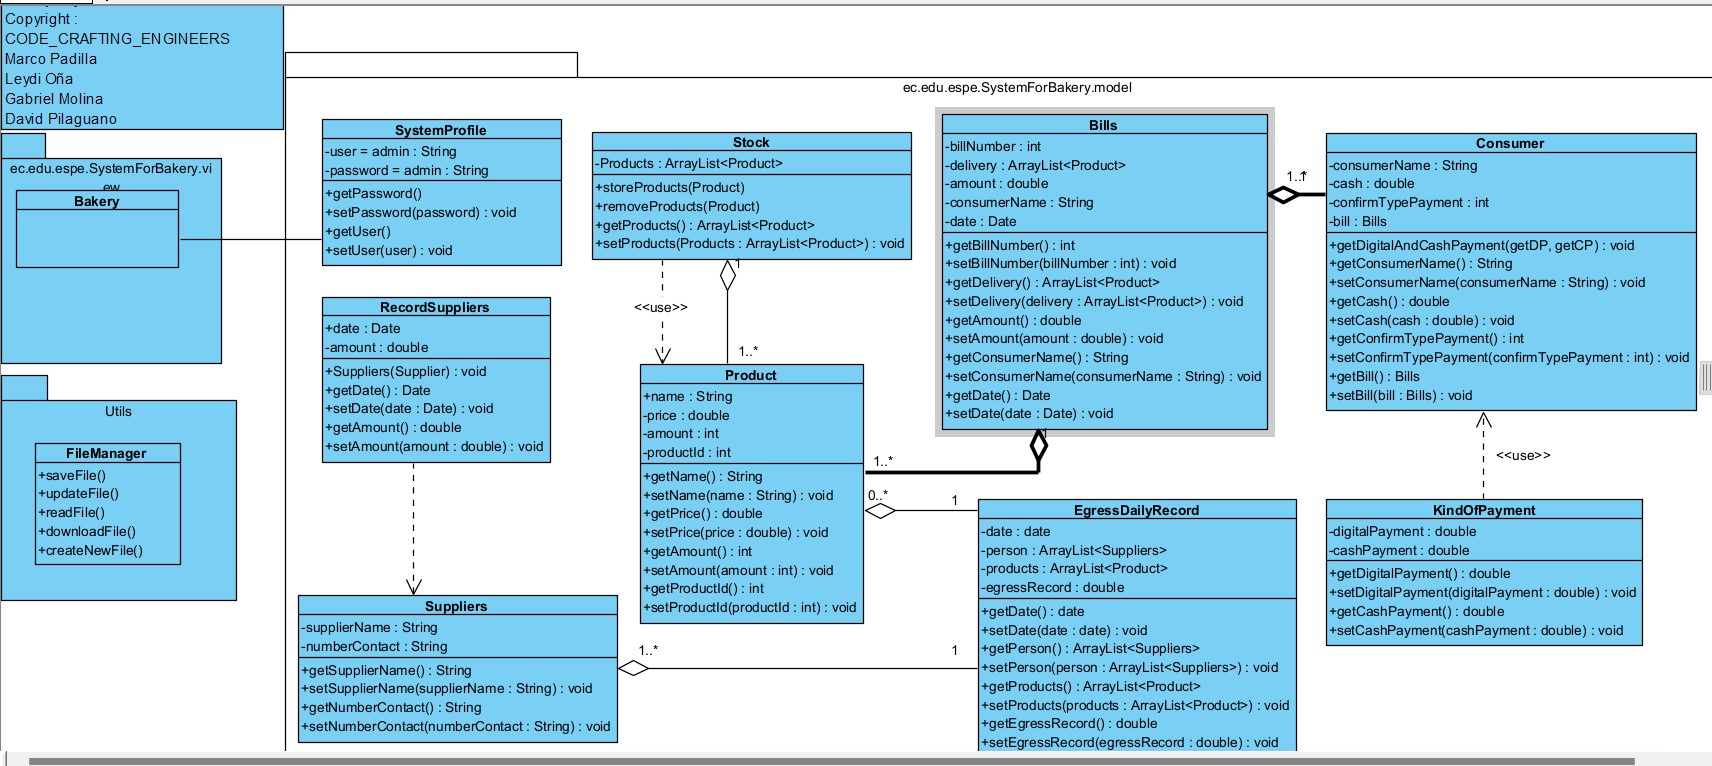 Copyright :
CODE_CRAFTING_ENGINEERS
Marco Padilla
Leydi Oña
Gabriel Molina
David Pilaguano
ec.edu.espe.SystemForBakery.vi
ew
Bakery
Utils
FileManager
+saveFile()
+updateFile()
+readFile()
+downloadFile()
+createNewFile()
ec.edu.espe.SystemForBakery.model
SystemProfile
-user = admin : String
-password = admin : String
+getPassword()
+setPassword(password) : void
+getUser()
+setUser(user) : void
RecordSuppliers
+date : Date
-amount : double
+Suppliers(Supplier) : void
+getDate() : Date
+setDate(date : Date) : void
+getAmount() : double
+setAmount(amount : double) : void
Suppliers
-supplierName : String
-numberContact : String
+getSupplierName() : String
+setSupplierName(supplierName : String) : void
+getNumberContact() : String
+setNumberContact(numberContact : String) : void
Stock
-Products : ArrayList<Product>
+storeProducts(Product)
+removeProducts(Product)
+getProducts() : ArrayList<Product>
+setProducts(Products : ArrayList<Product>) : void
1
<<use>>
1..*
Product
+name : String
-price : double
-amount : int
-productId : int
+getName() : String
+setName(name : String) : void
+getPrice() : double
+setPrice(price : double) : void
+getAmount() : int
+setAmount(amount : int) : void
+getProductId() : int
+setProductId(productId : int) : void
1..*
0..*
1
1..*
1
Bills
-billNumber : int
-delivery : ArrayList<Product>
-amount : double
-consumerName : String
-date : Date
+getBillNumber() : int
+setBillNumber(billNumber : int) : void
+getDelivery() : ArrayList<Product>
+setDelivery(delivery : ArrayList<Product>) : void
+getAmount() : double
+setAmount(amount : double) : void
+getConsumerName() : String
+setConsumerName(consumerName : String) : void
+getDate() : Date
+setDate(date : Date) : void
1
EgressDailyRecord
-date : date
-person : ArrayList<Suppliers>
-products : ArrayList<Product>
-egressRecord : double
+getDate() : date
+setDate(date : date) : void
+getPerson() : ArrayList<Suppliers>
+setPerson(person : ArrayList<Suppliers>) : void
+getProducts() : ArrayList<Product>
+setProducts(products : ArrayList<Product>) : void
+getEgressRecord() : double
+setEgressRecord(egressRecord : double) : void
Consumer
-consumerName : String
-cash : double
-confirmTypePayment : int
-bill : Bills
+getDigitalAndCashPayment(getDP, getCP) : void
+getConsumerName() : String
+setConsumerName(consumerName : String) : void
+getCash() : double
+setCash(cash : double) : void
+getConfirmTypePayment() : int
+setConfirmTypePayment(confirmTypePayment : int) : void
+getBill() : Bills
+setBill(bill : Bills) : void
<<use>>
KindOfPayment
-digitalPayment : double
-cashPayment : double
+getDigitalPayment() : double
+setDigitalPayment(digitalPayment : double) : void
+getCashPayment() : double
+setCashPayment(cashPayment : double) : void